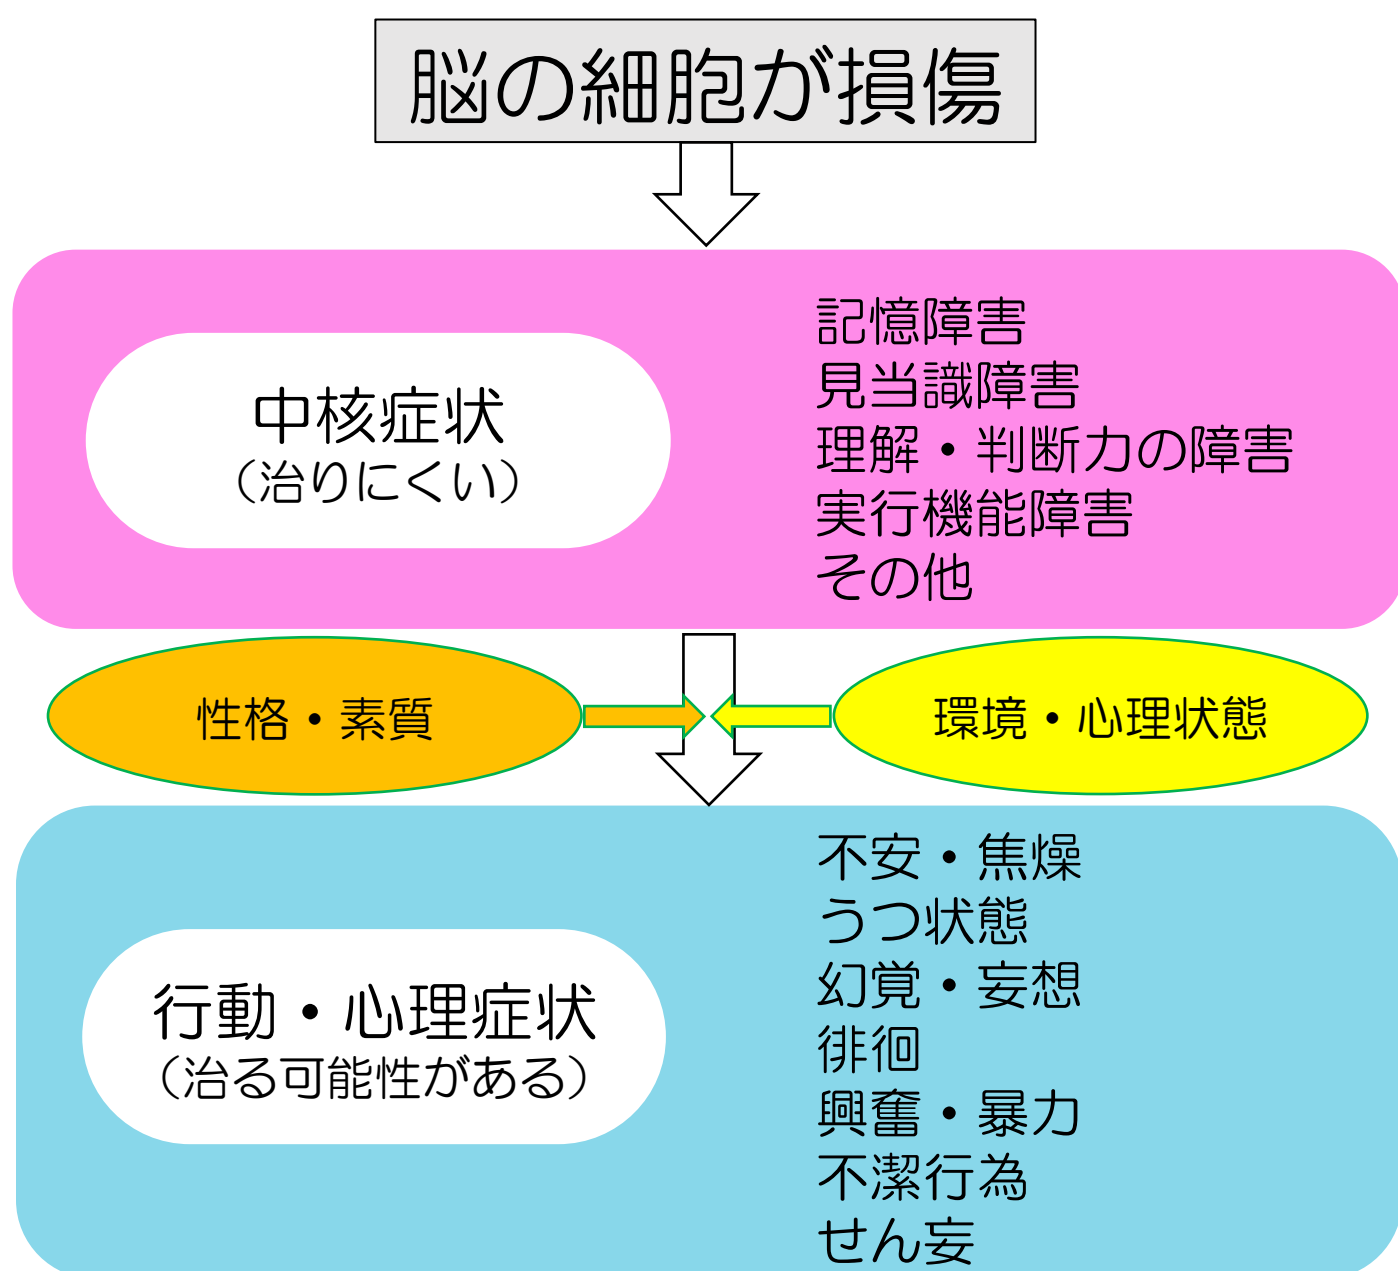 脳の細胞が損傷
中核症状
（治りにくい）
記憶障害
見当識障害
理解・判断力の障害
実行機能障害
その他
性格・素質
環境・心理状態
行動・心理症状
（治る可能性がある）
不安・焦燥
うつ状態
幻覚・妄想
徘徊
興奮・暴力
不潔行為
せん妄